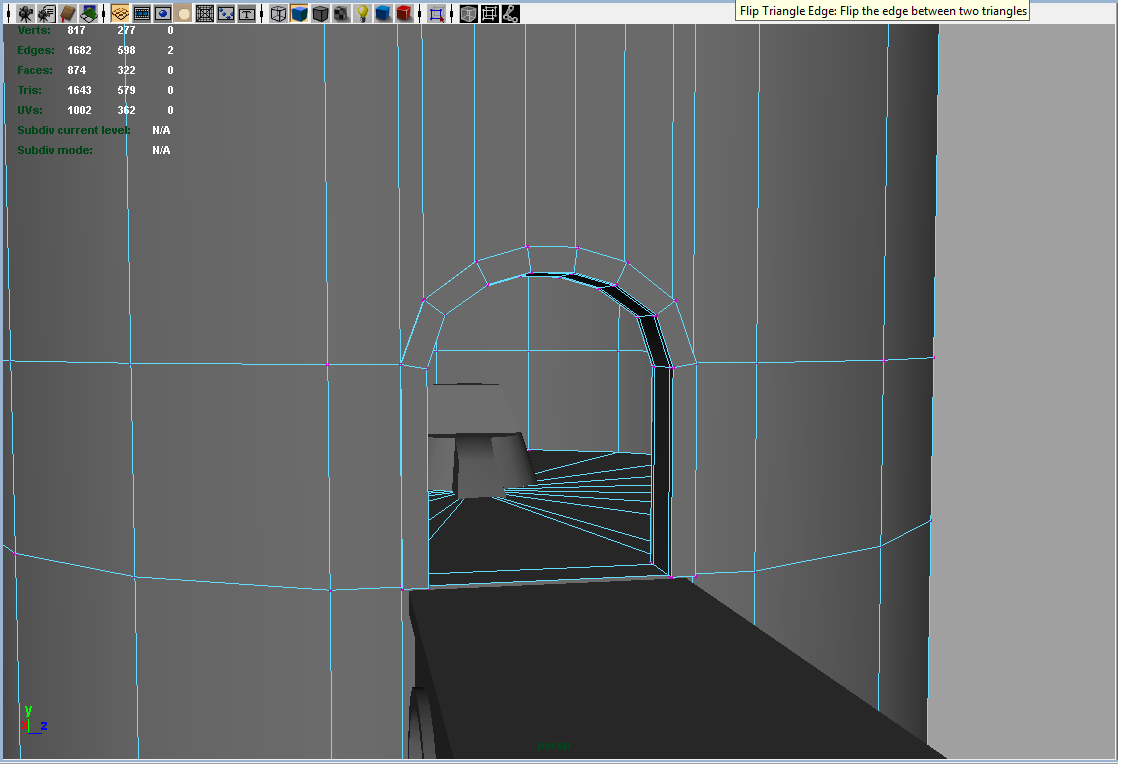 Flip Triangle Edge: Flip the edge between two triangles
Verts: 817 277 0
Edges: 1682 598 2
Faces: 874 322 0
Tris: 1643 579 0
UVs: 1002 362 0
Subdiv current level: N/A
Subdiv mode: N/A
y
x z